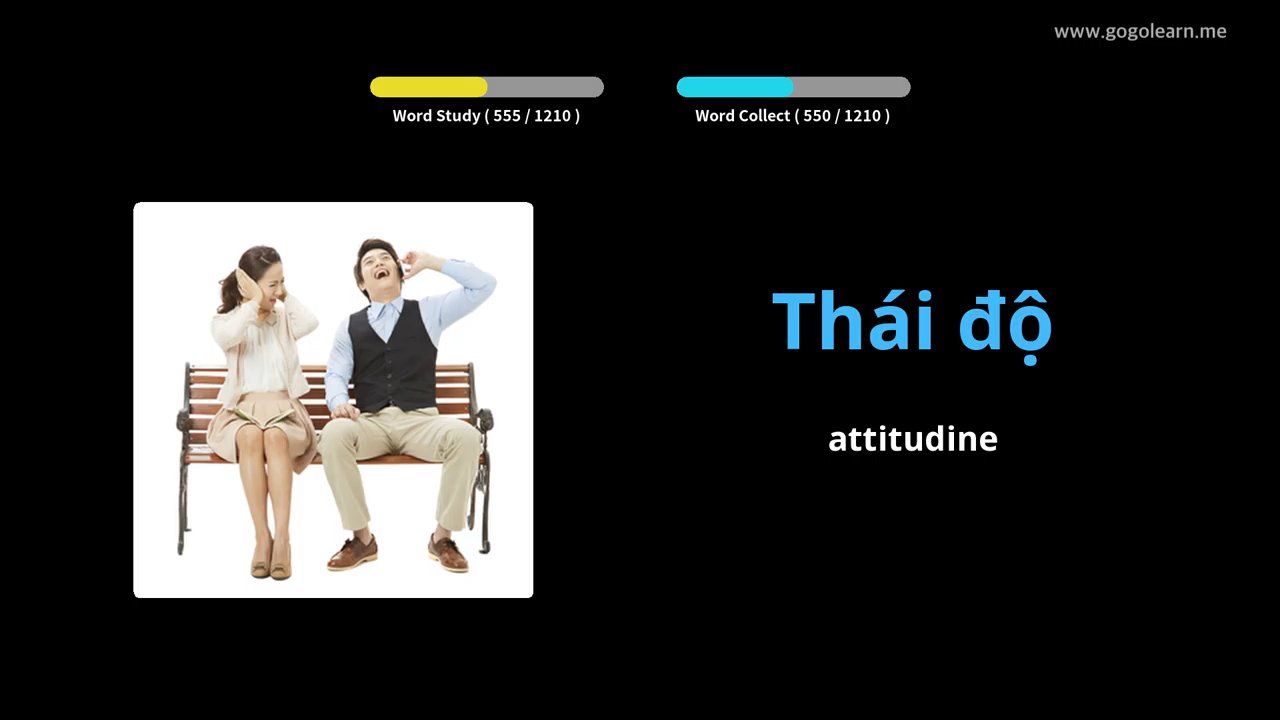 www.gogolearn.me
Word Study ( 555 / 1210 )
Word Collect ( 550 / 1210 )
Thái độ
attitudine